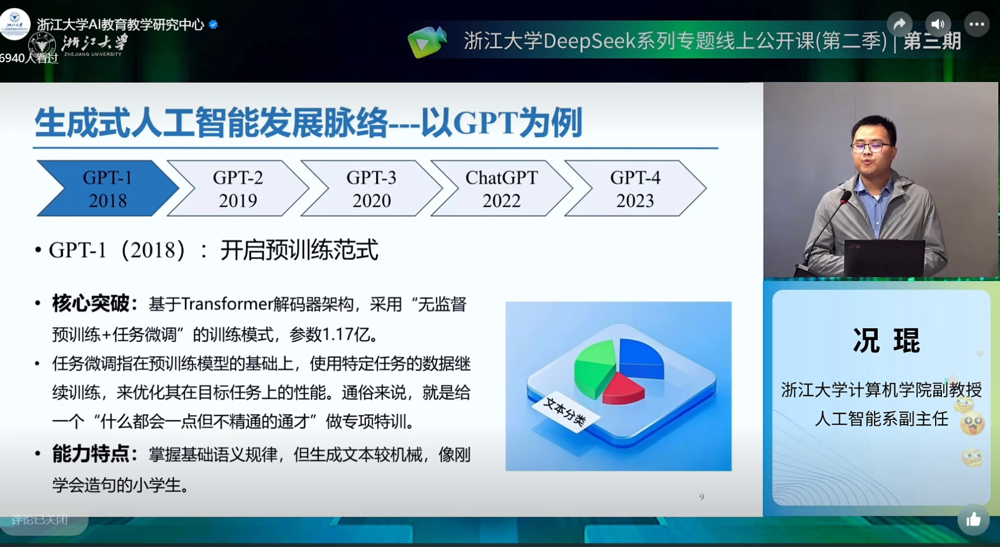 浙江大学AI教育教学研究中心
浙江大学
ZHEJIANG UNIVERSITY
6940人看过
浙江大学DeepSeek系列专题线上公开课(第二季) | 第三期
生成式人工智能发展脉络---以GPT为例
GPT-1
2018
GPT-2
2019
GPT-3
2020
ChatGPT
2022
GPT-4
2023
• GPT-1（2018）：开启预训练范式
• 核心突破：基于Transformer解码器架构，采用“无监督
预训练+任务微调”的训练模式，参数1.17亿。
• 任务微调指在预训练模型的基础上，使用特定任务的数据继
续训练，来优化其在目标任务上的性能。通俗来说，就是给
一个“什么都会一点但不精通的通才”做专项特训。
• 能力特点：掌握基础语义规律，但生成文本较机械，像刚
学会造句的小学生。
文本分类
9
况 琨
浙江大学计算机学院副教授
人工智能系副主任
评论已关闭